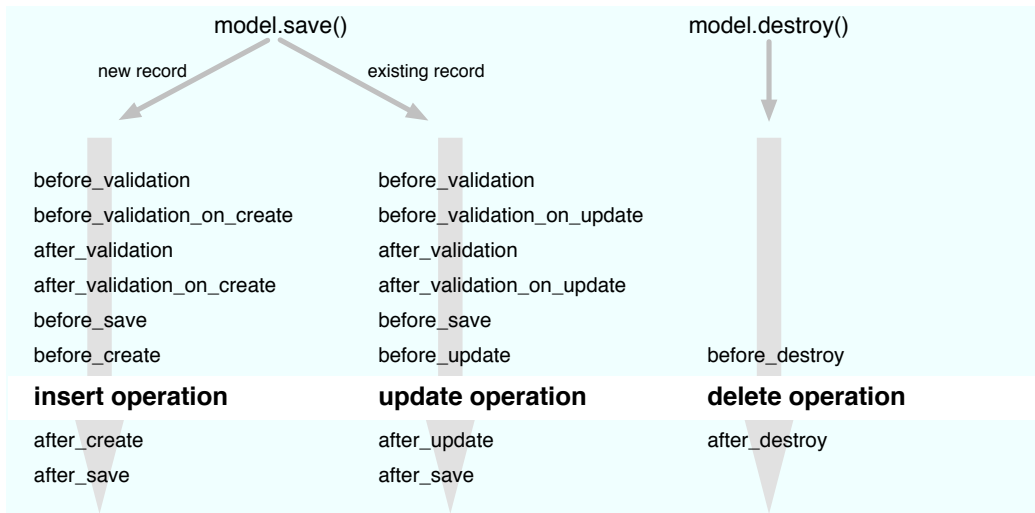 model.save()
model.destroy()
new record
existing record
before_validation
before_validation_on_create
after_validation
after_validation_on_create
before_save
before_create
insert operation
after_create
after_save
before_validation
before_validation_on_update
after_validation
after_validation_on_update
before_save
before_update
update operation
after_update
after_save
before_destroy
delete operation
after_destroy